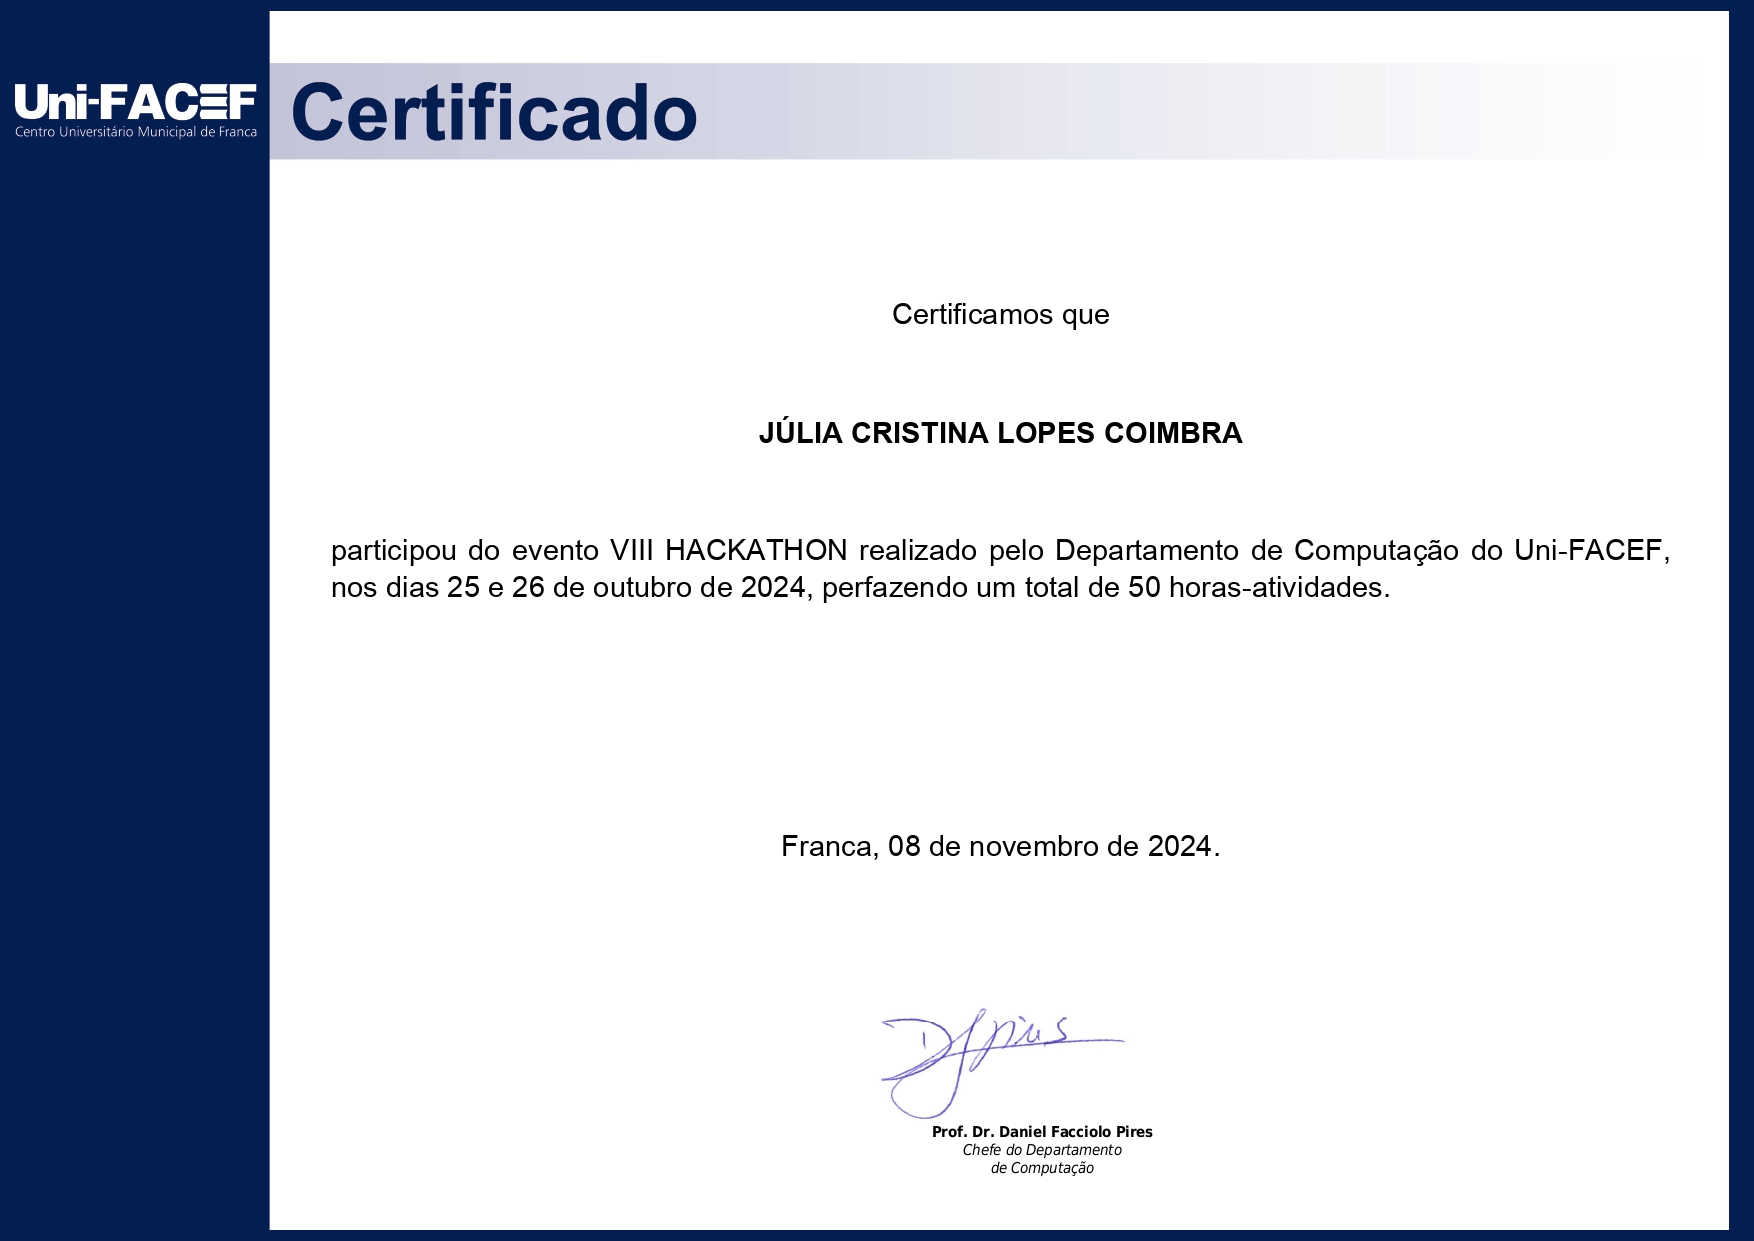 Uni-FACEF
Centro Universitário Municipal de Franca
Certificado
Certificamos que
JÚLIA CRISTINA LOPES COIMBRA
participou do evento VIII HACKATHON realizado pelo Departamento de Computação do Uni-FACEF,
nos dias 25 e 26 de outubro de 2024, perfazendo um total de 50 horas-atividades.
Franca, 08 de novembro de 2024.
DFPires
Prof. Dr. Daniel Facciolo Pires
Chefe do Departamento
de Computação